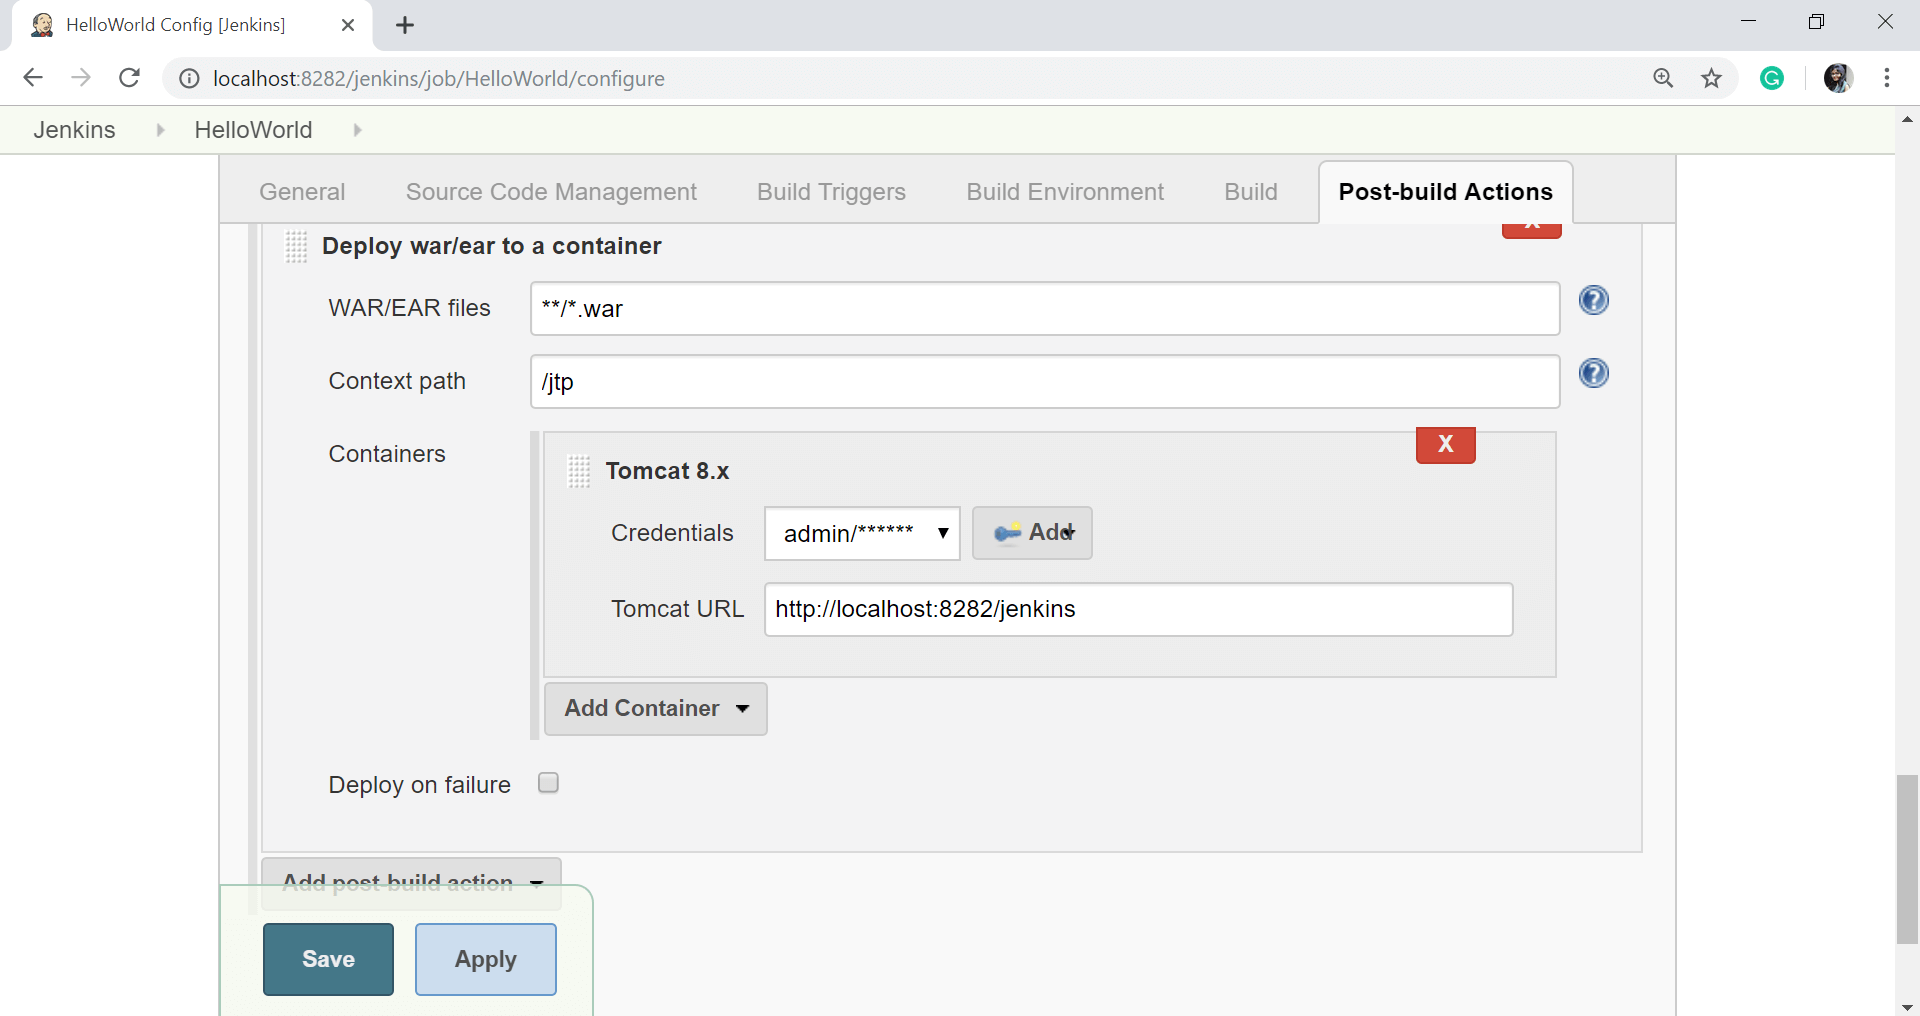 HelloWorld Config [Jenkins]
localhost:8282/jenkins/job/HelloWorld/configure
Jenkins HelloWorld
General Source Code Management Build Triggers Build Environment Build Post-build Actions
X
Deploy war/ear to a container
WAR/EAR files **/*.war
Context path /jtp
Containers
X
Tomcat 8.x
Credentials admin/****** Add
Tomcat URL http://localhost:8282/jenkins
Add Container
Deploy on failure
Add post-build action
Save Apply